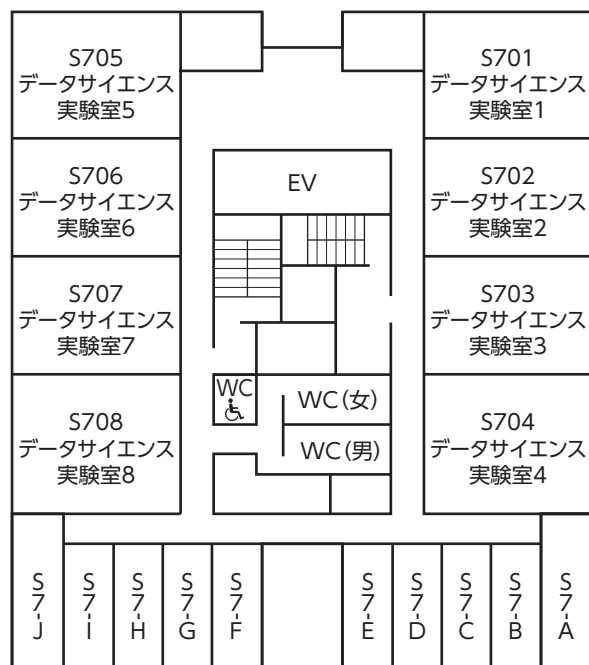 S705
データサイエンス
実験室5
S701
データサイエンス
実験室1
EV
S706
データサイエンス
実験室6
S702
データサイエンス
実験室2
S707
データサイエンス
実験室7
S703
データサイエンス
実験室3
WC
WC(女)
WC(男)
S708
データサイエンス
実験室8
S704
データサイエンス
実験室4
S7-J
S7-I
S7-H
S7-G
S7-F
S7-E
S7-D
S7-C
S7-B
S7-A